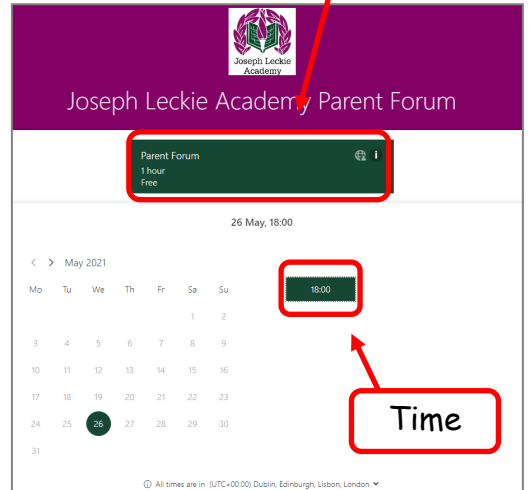 Joseph Leckie
Academy
Joseph Leckie Academy Parent Forum
Parent Forum
1 hour
Free
26 May, 18:00
May 2021
Mo Tu We Th Fr Sa Su
1 2
3 4 5 6 7 8 9
10 11 12 13 14 15 16
17 18 19 20 21 22 23
24 25 26 27 28 29 30
31
18:00
Time
All times are in (UTC+00:00) Dublin, Edinburgh, Lisbon, London